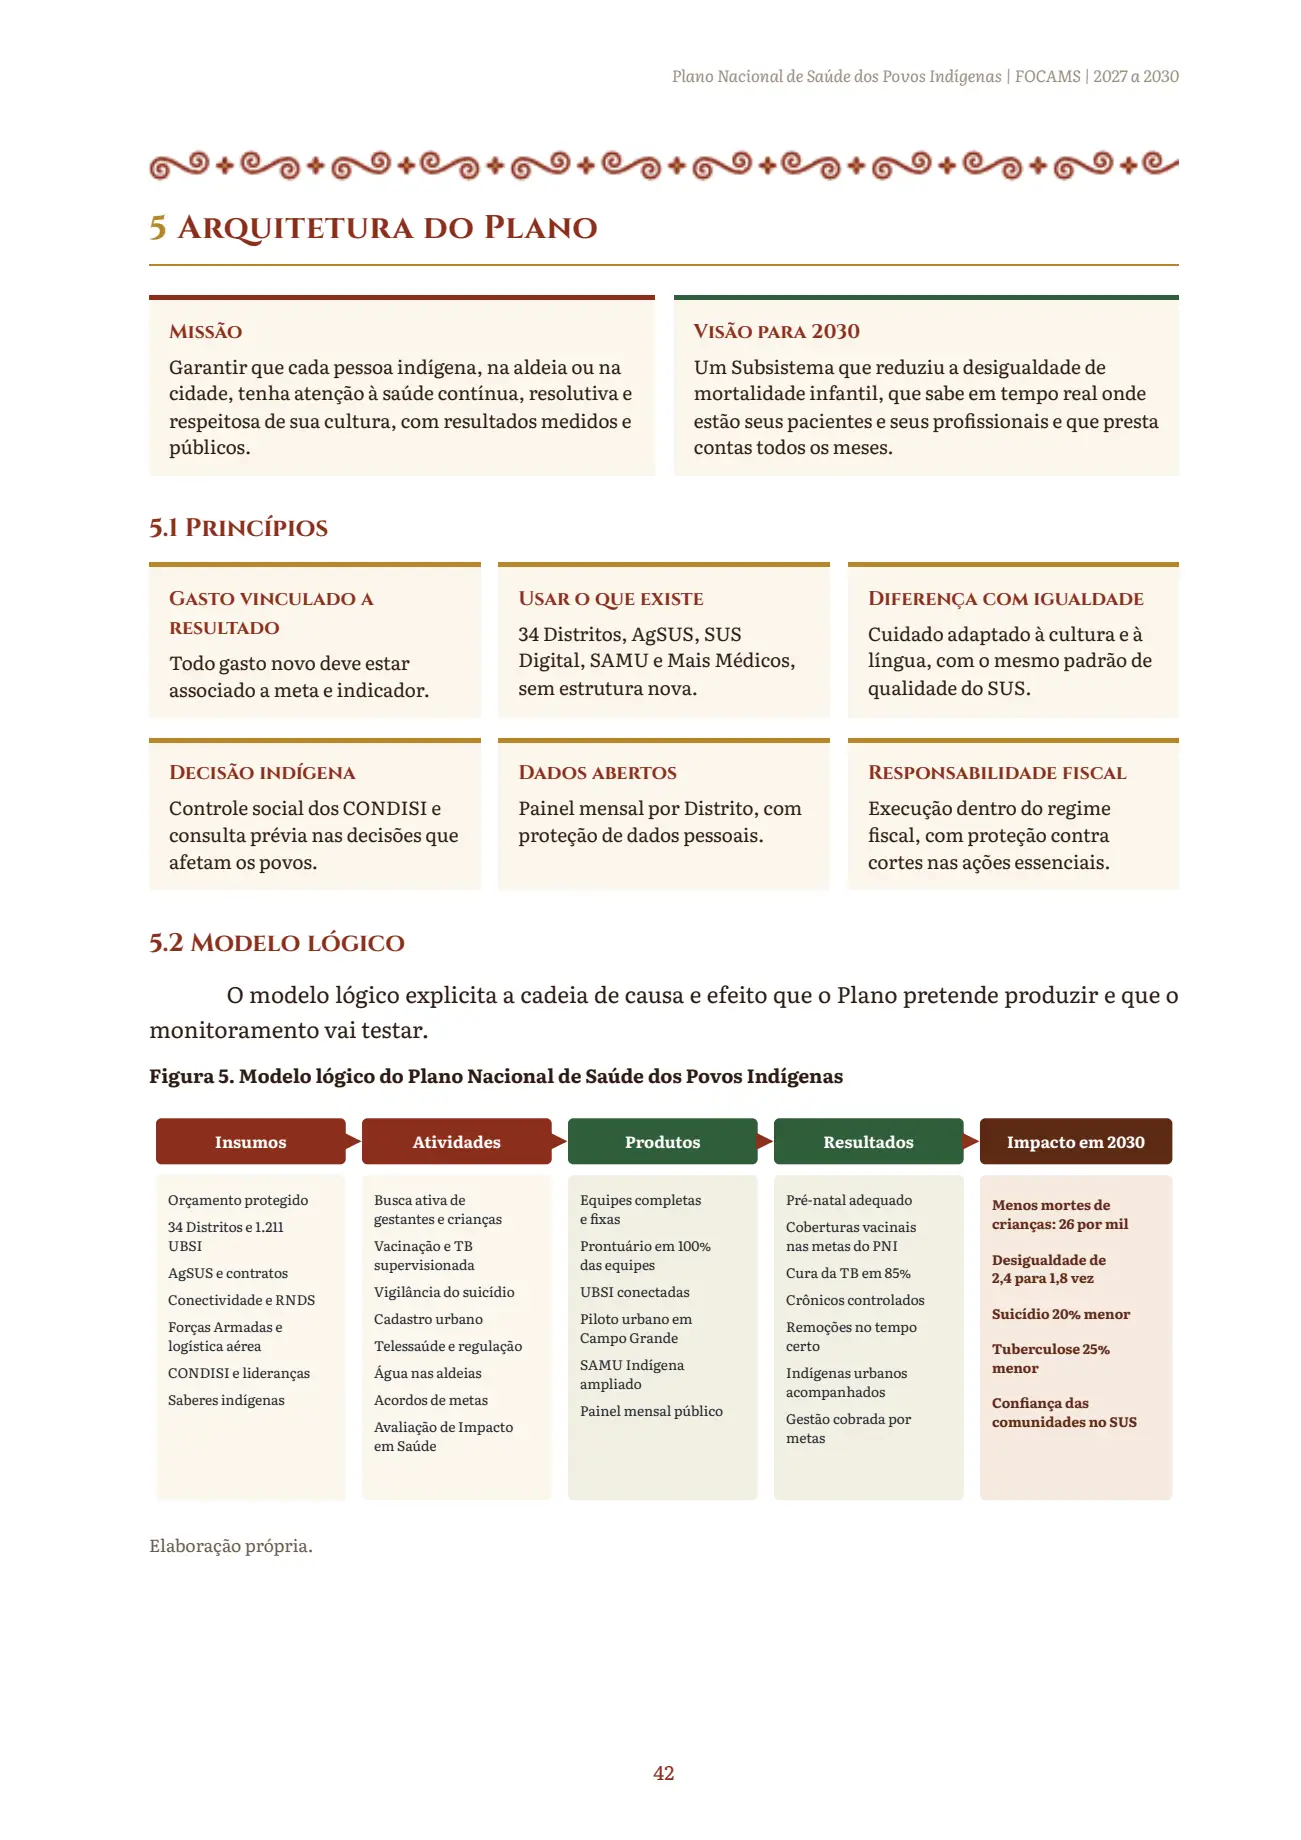 Plano Nacional de Saúde dos Povos Indígenas | FOCAMS | 2027 a 2030
5 Arquitetura do Plano
Missão
Garantir que cada pessoa indígena, na aldeia ou na
cidade, tenha atenção à saúde contínua, resolutiva e
respeitosa de sua cultura, com resultados medidos e
públicos.
Visão para 2030
Um Subsistema que reduziu a desigualdade de
mortalidade infantil, que sabe em tempo real onde
estão seus pacientes e seus profissionais e que presta
contas todos os meses.
5.1 Princípios
Gasto vinculado a
resultado
Todo gasto novo deve estar
associado a meta e indicador.
Usar o que existe
34 Distritos, AgSUS, SUS
Digital, SAMU e Mais Médicos,
sem estrutura nova.
Diferença com igualdade
Cuidado adaptado à cultura e à
língua, com o mesmo padrão de
qualidade do SUS.
Decisão indígena
Controle social dos CONDISI e
consulta prévia nas decisões que
afetam os povos.
Dados abertos
Painel mensal por Distrito, com
proteção de dados pessoais.
Responsabilidade fiscal
Execução dentro do regime
fiscal, com proteção contra
cortes nas ações essenciais.
5.2 Modelo lógico
O modelo lógico explicita a cadeia de causa e efeito que o Plano pretende produzir e que o
monitoramento vai testar.
Figura 5. Modelo lógico do Plano Nacional de Saúde dos Povos Indígenas
Insumos
Orçamento protegido
34 Distritos e 1.211
UBSI
AgSUS e contratos
Conectividade e RNDS
Forças Armadas e
logística aérea
CONDISI e lideranças
Saberes indígenas
Atividades
Busca ativa de
gestantes e crianças
Vacinação e TB
supervisionada
Vigilância do suicídio
Cadastro urbano
Telessaúde e regulação
Água nas aldeias
Acordos de metas
Avaliação de Impacto
em Saúde
Produtos
Equipes completas
e fixas
Prontuário em 100%
das equipes
UBSI conectadas
Piloto urbano em
Campo Grande
SAMU Indígena
ampliado
Painel mensal público
Resultados
Pré-natal adequado
Coberturas vacinais
nas metas do PNI
Cura da TB em 85%
Crônicos controlados
Remoções no tempo
certo
Indígenas urbanos
acompanhados
Gestão cobrada por
metas
Impacto em 2030
Menos mortes de
crianças: 26 por mil
Desigualdade de
2,4 para 1,8 vez
Suicídio 20% menor
Tuberculose 25%
menor
Confiança das
comunidades no SUS
Elaboração própria.
42